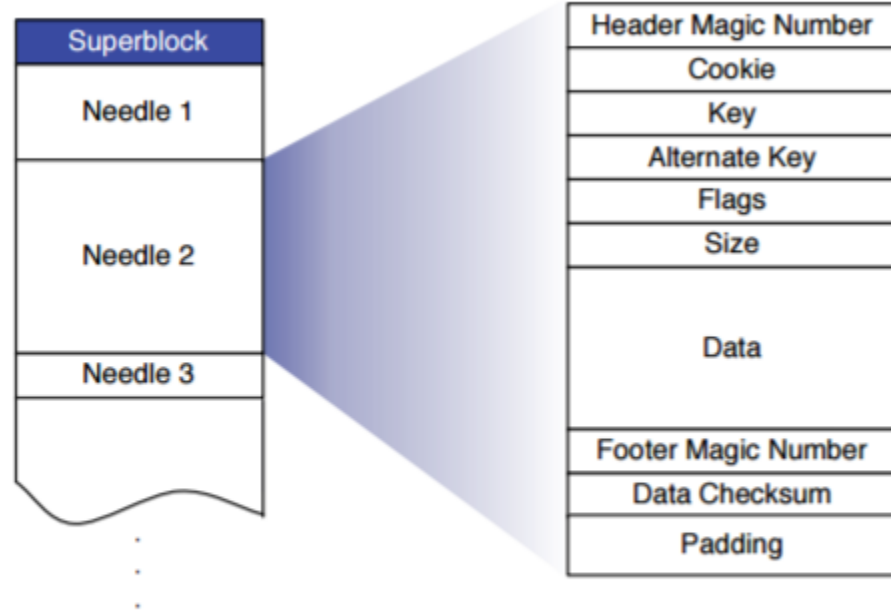 Superblock
Needle 1
Needle 2
Needle 3
Header Magic Number
Cookie
Key
Alternate Key
Flags
Size
Data
Footer Magic Number
Data Checksum
Padding